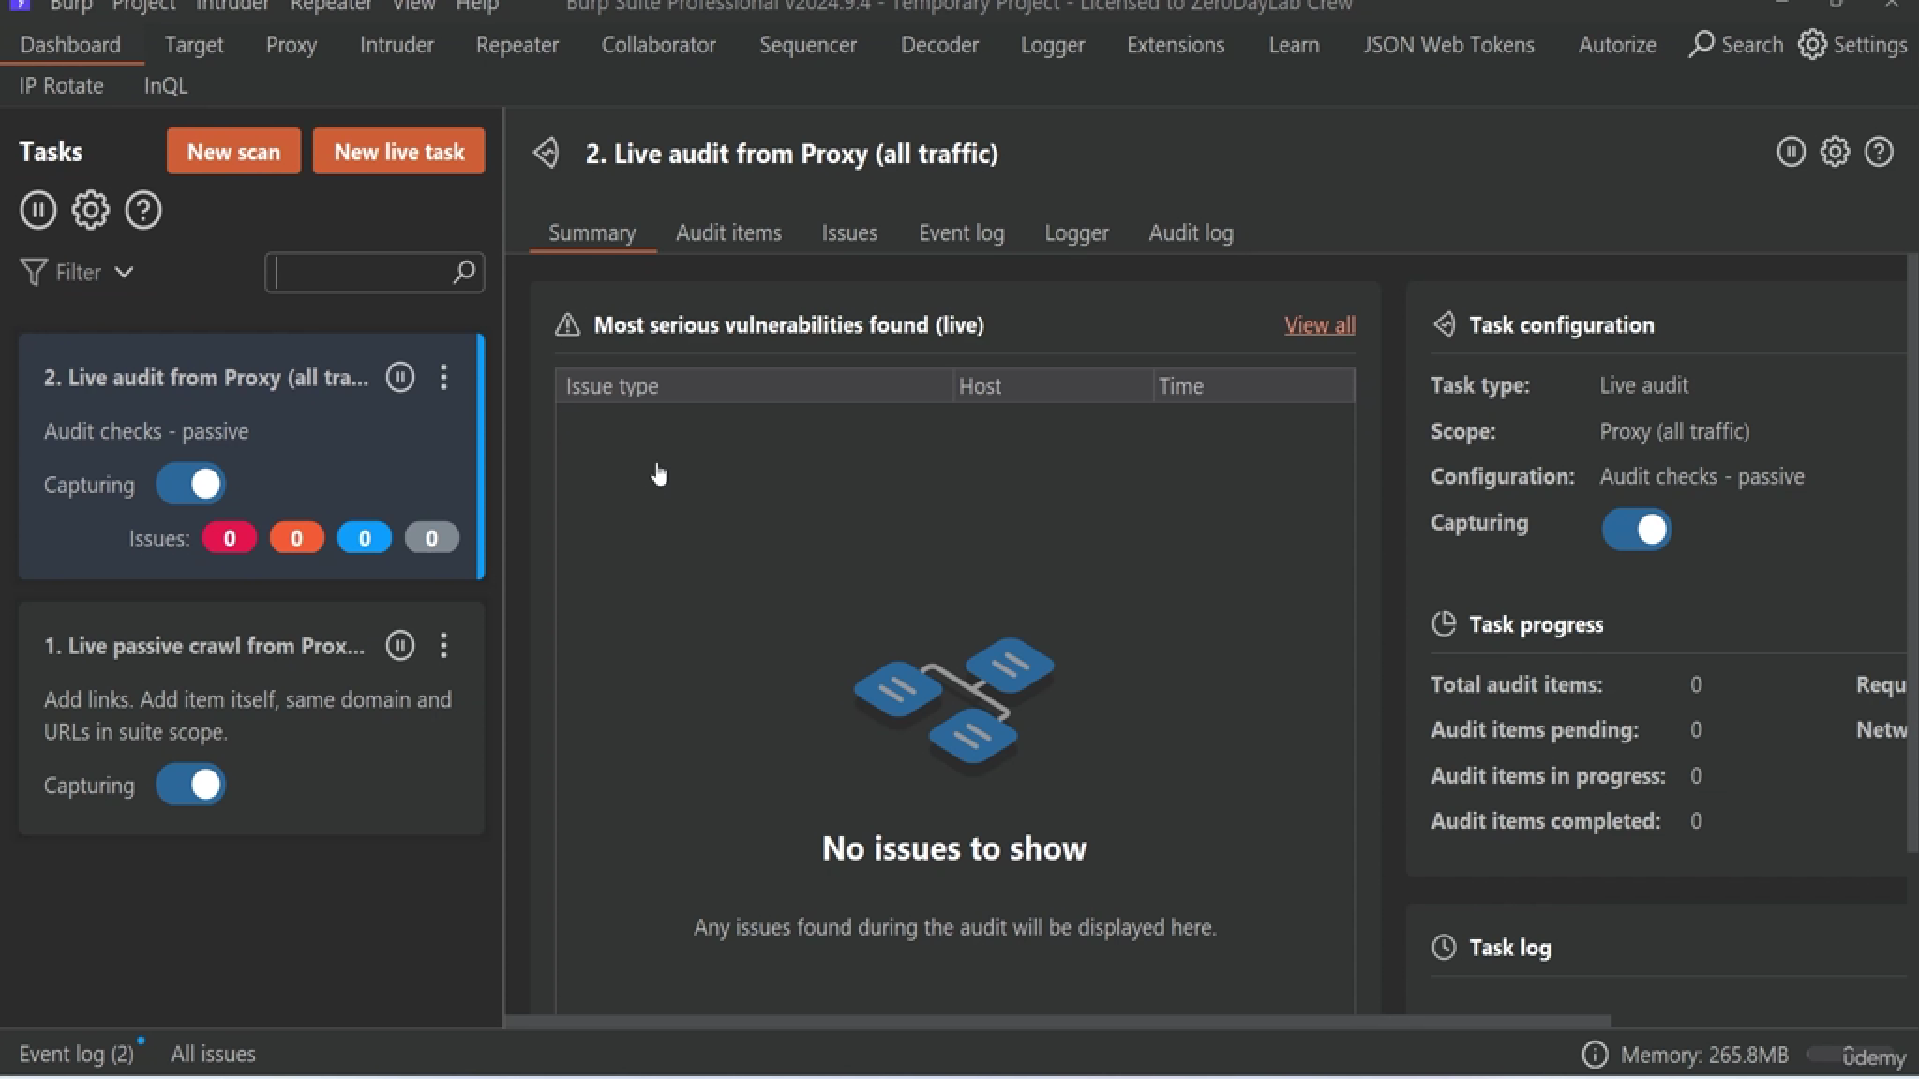 Burp Project Intruder Repeater View Help Burp Suite Professional v2024.9.4 - Temporary Project - Licensed to ZeroDayLab Crew
Dashboard Target Proxy Intruder Repeater Collaborator Sequencer Decoder Logger Extensions Learn JSON Web Tokens Autorize Search Settings
IP Rotate InQL
Tasks New scan New live task
Filter
2. Live audit from Proxy (all tra...
Audit checks - passive
Capturing
Issues: 0 0 0 0
1. Live passive crawl from Prox...
Add links. Add item itself, same domain and
URLs in suite scope.
Capturing
2. Live audit from Proxy (all traffic)
Summary Audit items Issues Event log Logger Audit log
Most serious vulnerabilities found (live) View all
Issue type Host Time
No issues to show
Any issues found during the audit will be displayed here.
Task configuration
Task type: Live audit
Scope: Proxy (all traffic)
Configuration: Audit checks - passive
Capturing
Task progress
Total audit items: 0 Requ
Audit items pending: 0 Netw
Audit items in progress: 0
Audit items completed: 0
Task log
Event log (2) All issues
Memory: 265.8MB
ûdemy